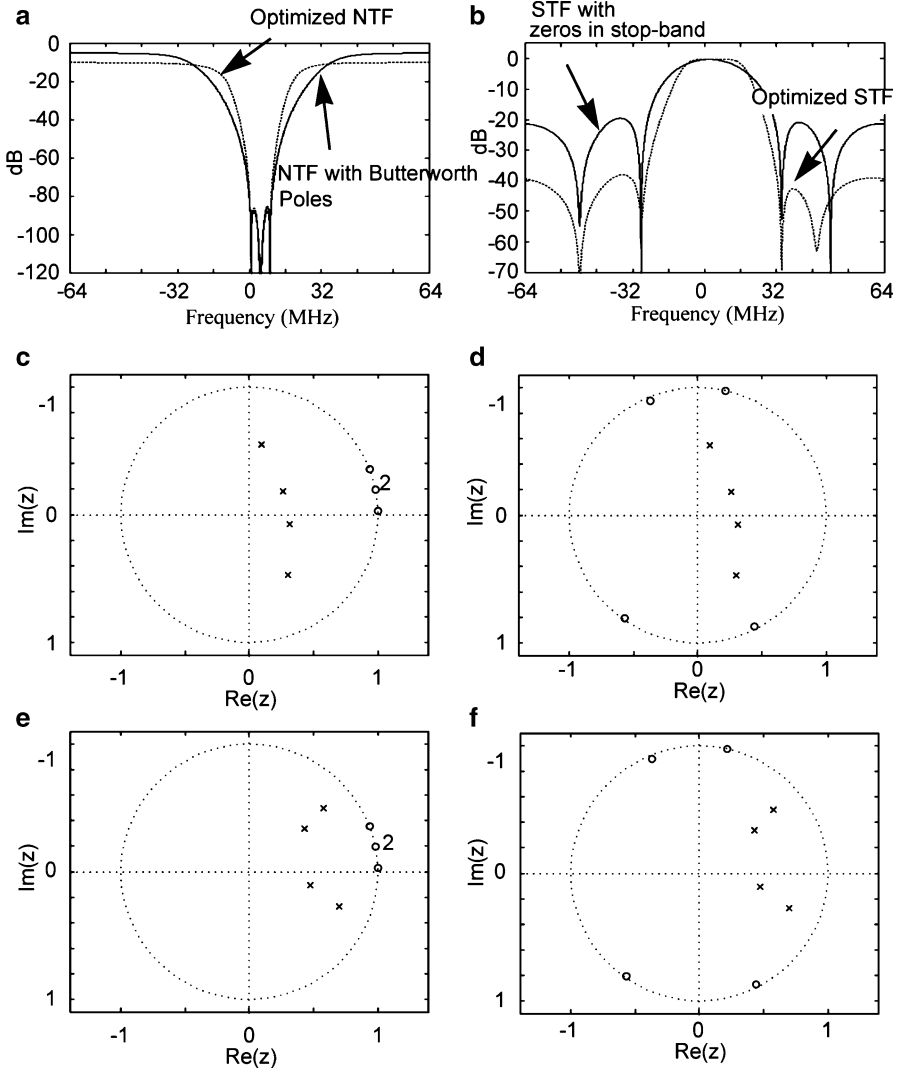 a
Optimized NTF
0
-20
-40
-60
-80
-100
-120
dB
NTF with Butterworth
Poles
-64
-32
0
32
64
Frequency (MHz)
b
STF with
zeros in stop-band
0
-10
-20
-30
-40
-50
-60
-70
dB
Optimized STF
-64
-32
0
32
64
Frequency (MHz)
c
-1
0
1
Im(z)
2
-1
0
1
Re(z)
d
-1
0
1
Im(z)
-1
0
1
Re(z)
e
-1
0
1
Im(z)
2
-1
0
1
Re(z)
f
-1
0
1
Im(z)
-1
0
1
Re(z)